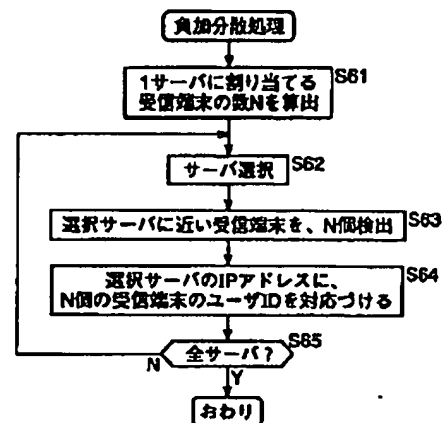 負加分散処理
1サーバに割り当てる
受信端末の数Nを算出
S61
サーバ選択
S62
選択サーバに近い受信端末を、N個検出
S63
選択サーバのIPアドレスに、
N個の受信端末のユーザIDを対応づける
S64
全サーバ?
S65
N
Y
おわり